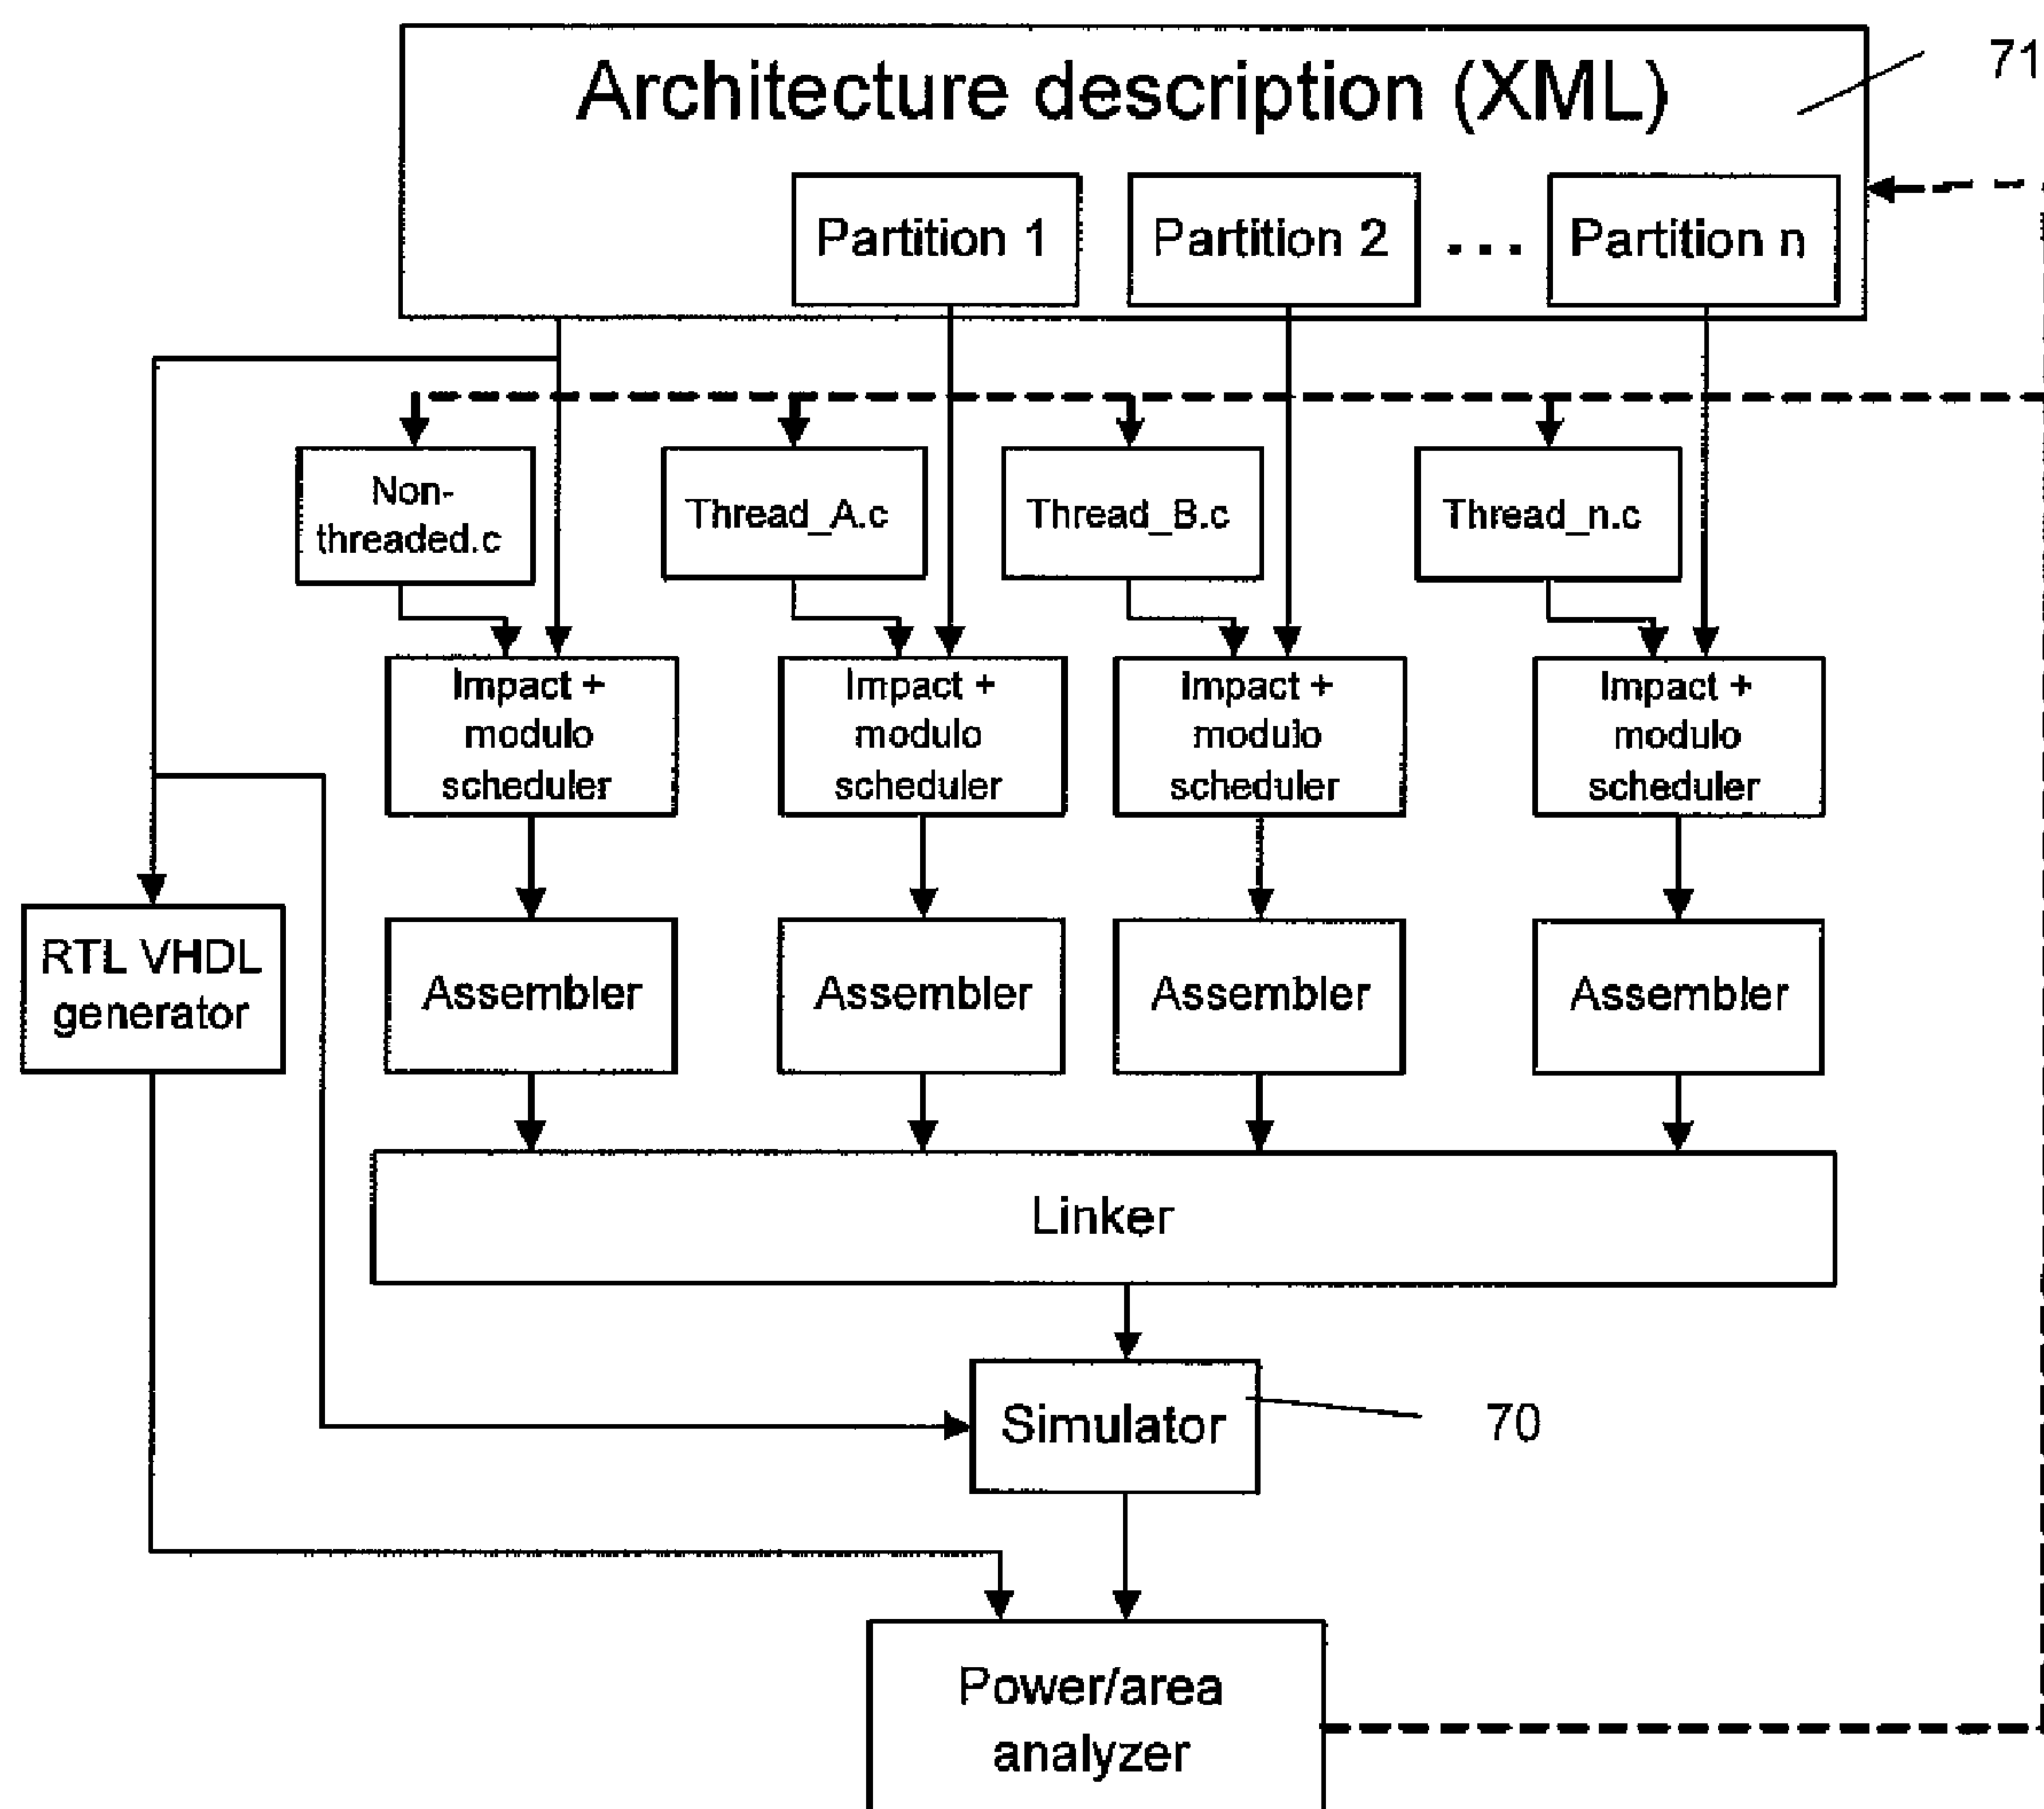 Architecture description (XML)
71
Partition 1
Partition 2
...
Partition n
Non-
threaded.c
Thread_A.c
Thread_B.c
Thread_n.c
Impact +
modulo
scheduler
Impact +
modulo
scheduler
Impact +
modulo
scheduler
Impact +
modulo
scheduler
RTL VHDL
generator
Assembler
Assembler
Assembler
Assembler
Linker
Simulator
70
Power/area
analyzer